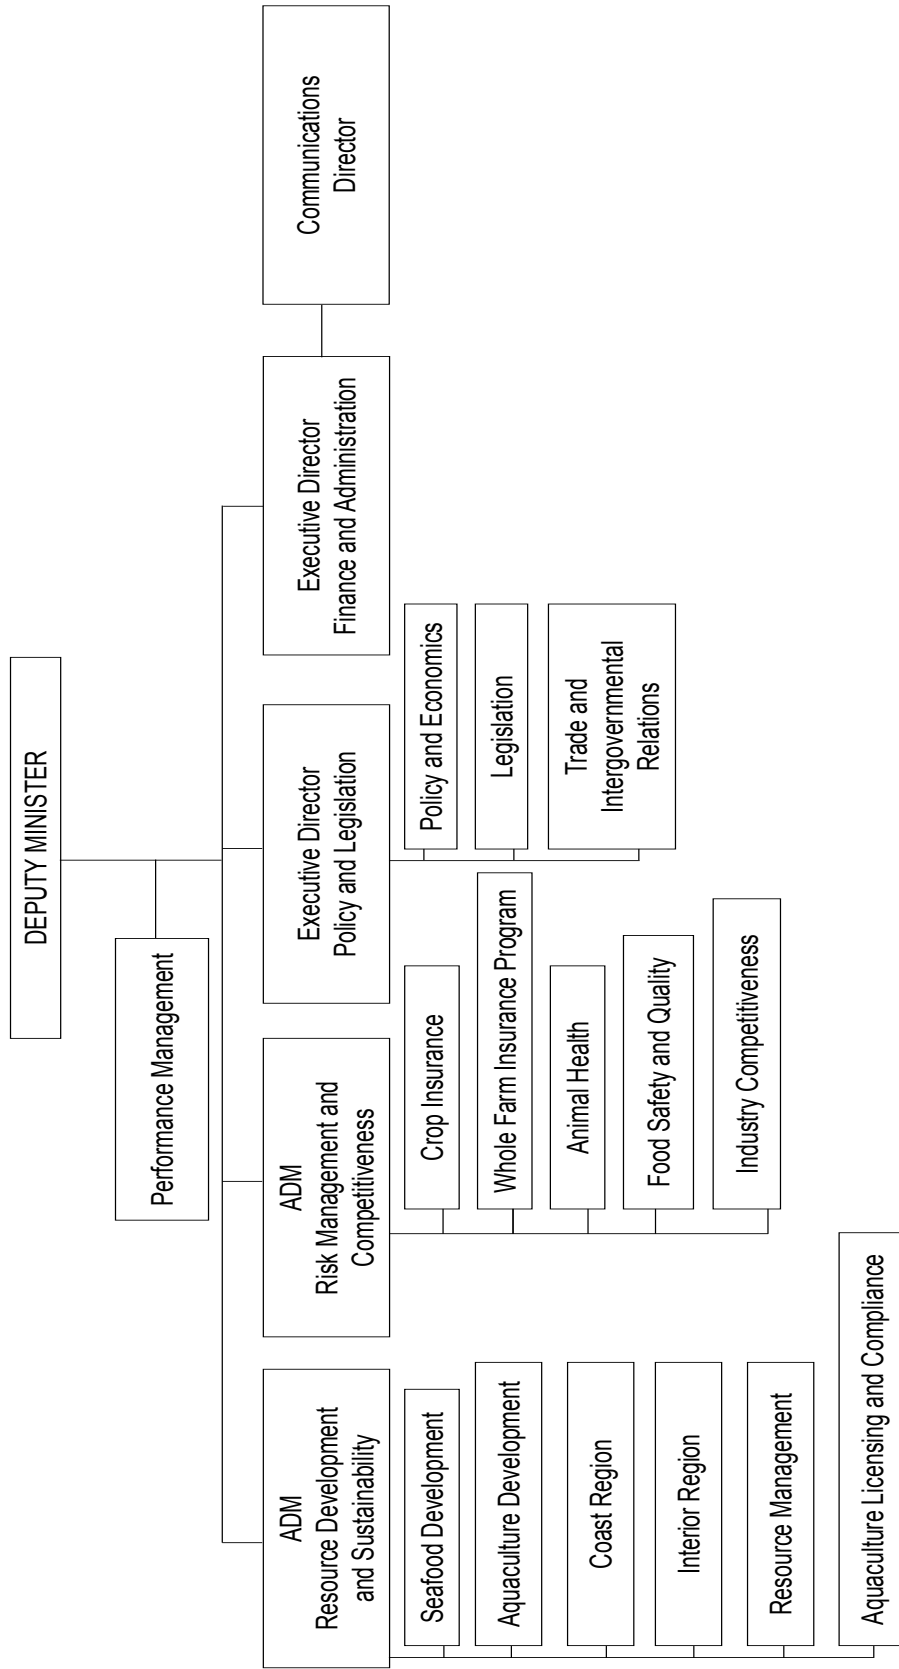 DEPUTY MINISTER
Performance Management
ADM
Resource Development
and Sustainability
Seafood Development
Aquaculture Development
Coast Region
Interior Region
Resource Management
Aquaculture Licensing and Compliance
ADM
Risk Management and
Competitiveness
Crop Insurance
Whole Farm Insurance Program
Animal Health
Food Safety and Quality
Industry Competitiveness
Executive Director
Policy and Legislation
Policy and Economics
Legislation
Trade and
Intergovernmental
Relations
Executive Director
Finance and Administration
Communications
Director